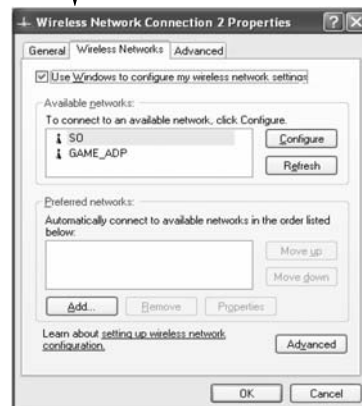 Wireless Network Connection 2 Properties
General Wireless Networks Advanced
Use Windows to configure my wireless network settings
Available networks:
To connect to an available network, click Configure.
SO
GAME_ADP
Configure
Refresh
Preferred networks:
Automatically connect to available networks in the order listed
below:
Move up
Move down
Add... Remove Properties
Learn about setting up wireless network
configuration.
Advanced
OK Cancel